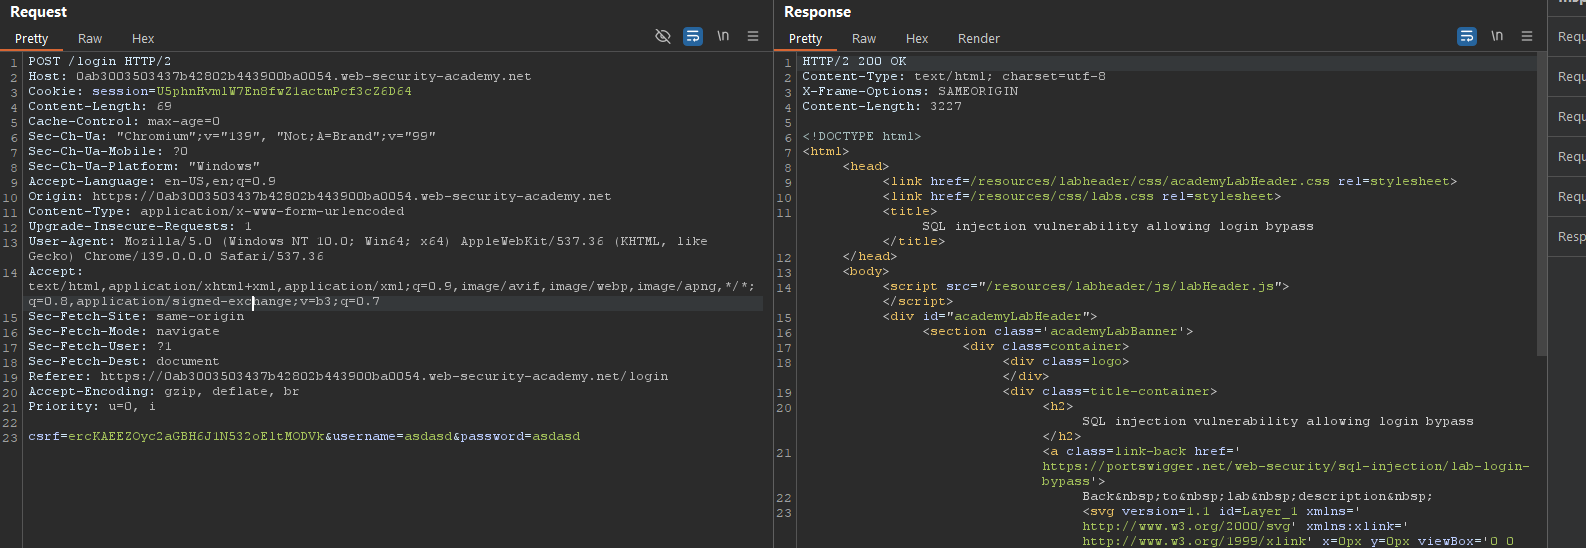 Request
Pretty Raw Hex
\n
1 POST /login HTTP/2
2 Host: 0ab3003503437b42802b443900ba0054.web-security-academy.net
3 Cookie: session=U5phnHvmlW7En8fwZlactmPcf3cZ6D64
4 Content-Length: 69
5 Cache-Control: max-age=0
6 Sec-Ch-Ua: "Chromium";v="139", "Not;A=Brand";v="99"
7 Sec-Ch-Ua-Mobile: ?0
8 Sec-Ch-Ua-Platform: "Windows"
9 Accept-Language: en-US,en;q=0.9
10 Origin: https://0ab3003503437b42802b443900ba0054.web-security-academy.net
11 Content-Type: application/x-www-form-urlencoded
12 Upgrade-Insecure-Requests: 1
13 User-Agent: Mozilla/5.0 (Windows NT 10.0; Win64; x64) AppleWebKit/537.36 (KHTML, like
Gecko) Chrome/139.0.0.0 Safari/537.36
14 Accept:
text/html,application/xhtml+xml,application/xml;q=0.9,image/avif,image/webp,image/apng,*/*;
q=0.8,application/signed-exchange;v=b3;q=0.7
15 Sec-Fetch-Site: same-origin
16 Sec-Fetch-Mode: navigate
17 Sec-Fetch-User: ?1
18 Sec-Fetch-Dest: document
19 Referer: https://0ab3003503437b42802b443900ba0054.web-security-academy.net/login
20 Accept-Encoding: gzip, deflate, br
21 Priority: u=0, i
22
23 csrf=ercKAEEZOyc2aGBH6J1N532oEltMODVk&username=asdasd&password=asdasd
Response
Pretty Raw Hex Render
\n
1 HTTP/2 200 OK
2 Content-Type: text/html; charset=utf-8
3 X-Frame-Options: SAMEORIGIN
4 Content-Length: 3227
5
6 <!DOCTYPE html>
7 <html>
8 <head>
9 <link href=/resources/labheader/css/academyLabHeader.css rel=stylesheet>
10 <link href=/resources/css/labs.css rel=stylesheet>
11 <title>
SQL injection vulnerability allowing login bypass
</title>
12 </head>
13 <body>
14 <script src="/resources/labheader/js/labHeader.js">
</script>
15 <div id="academyLabHeader">
16 <section class='academyLabBanner'>
17 <div class=container>
18 <div class=logo>
</div>
19 <div class=title-container>
20 <h2>
SQL injection vulnerability allowing login bypass
</h2>
21 <a class=link-back href='
https://portswigger.net/web-security/sql-injection/lab-login-
bypass'>
22 Back&nbsp;to&nbsp;lab&nbsp;description&nbsp;
23 <svg version=1.1 id=Layer_1 xmlns='
http://www.w3.org/2000/svg' xmlns:xlink='
http://www.w3.org/1999/xlink' x=0px y=0px viewBox='0 0
Requ
Requ
Requ
Requ
Requ
Resp